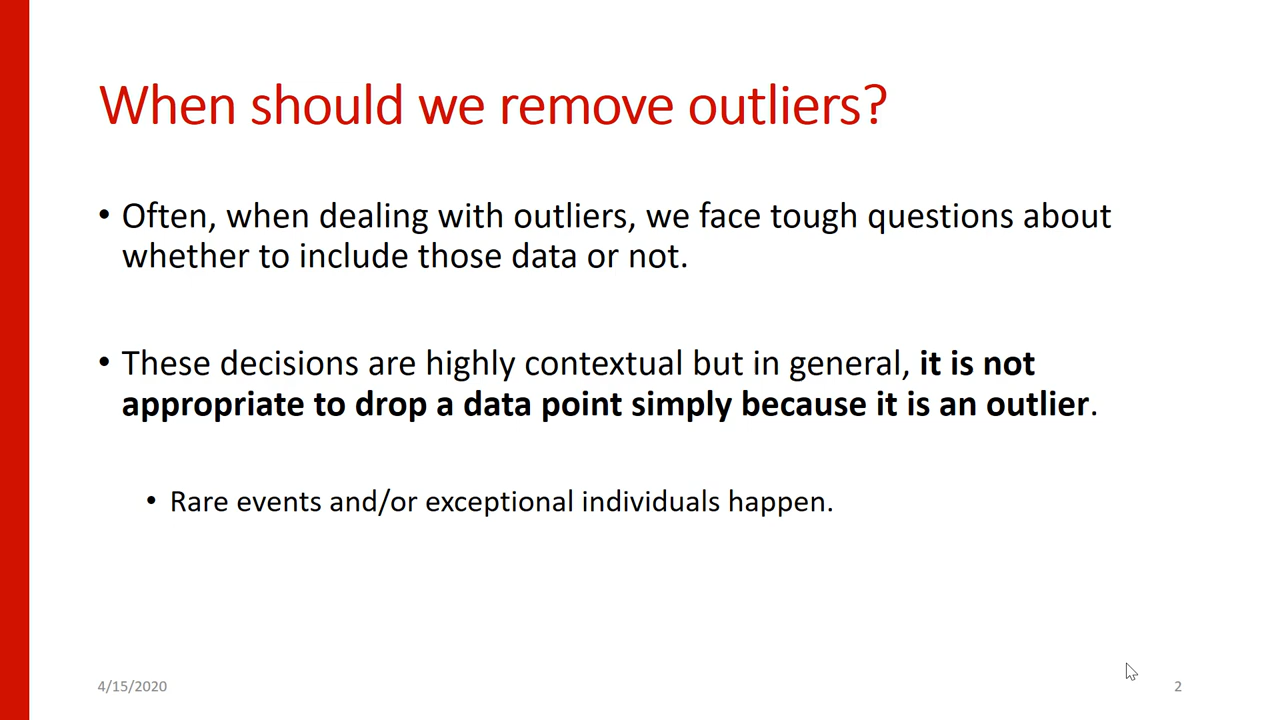 When should we remove outliers?
• Often, when dealing with outliers, we face tough questions about
whether to include those data or not.
• These decisions are highly contextual but in general, it is not
appropriate to drop a data point simply because it is an outlier.
• Rare events and/or exceptional individuals happen.
4/15/2020
2